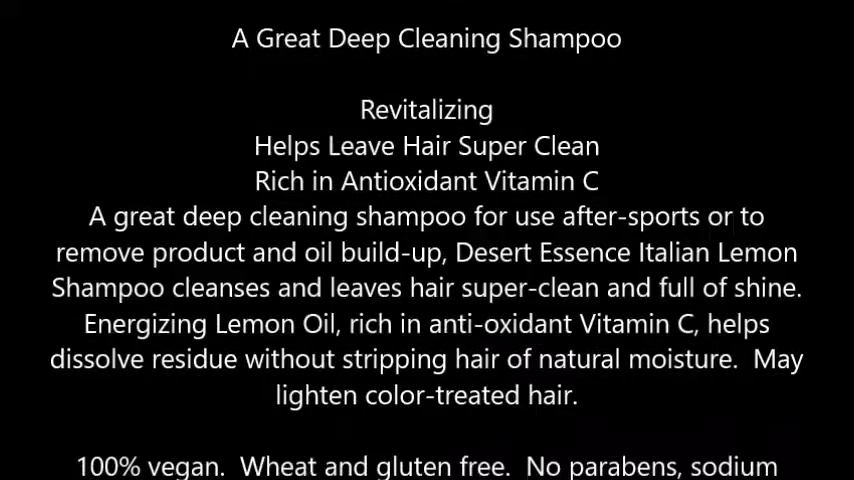 A Great Deep Cleaning Shampoo
Revitalizing
Helps Leave Hair Super Clean
Rich in Antioxidant Vitamin C
A great deep cleaning shampoo for use after-sports or to
remove product and oil build-up, Desert Essence Italian Lemon
Shampoo cleanses and leaves hair super-clean and full of shine.
Energizing Lemon Oil, rich in anti-oxidant Vitamin C, helps
dissolve residue without stripping hair of natural moisture.  May
lighten color-treated hair.
100% vegan.  Wheat and gluten free.  No parabens, sodium